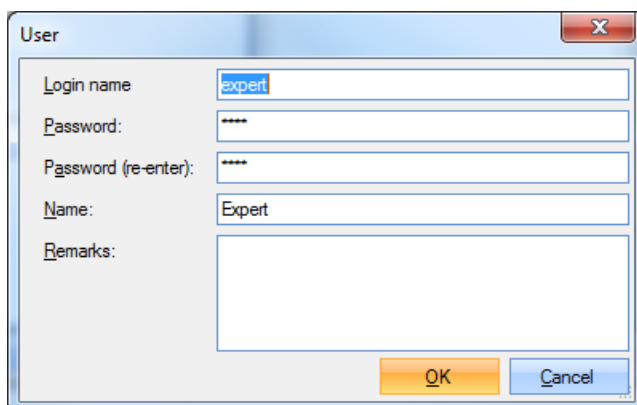 User
Login name expert
Password: ****
Password (re-enter): ****
Name: Expert
Remarks:
OK Cancel